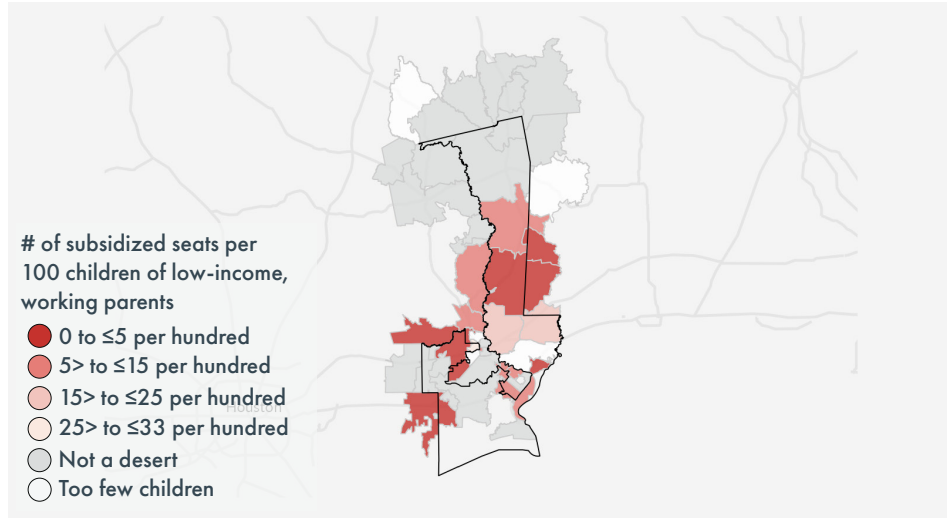 # of subsidized seats per
100 children of low-income,
working parents
0 to ≤5 per hundred
5> to ≤15 per hundred
15> to ≤25 per hundred
Houston
25> to ≤33 per hundred
Not a desert
Too few children